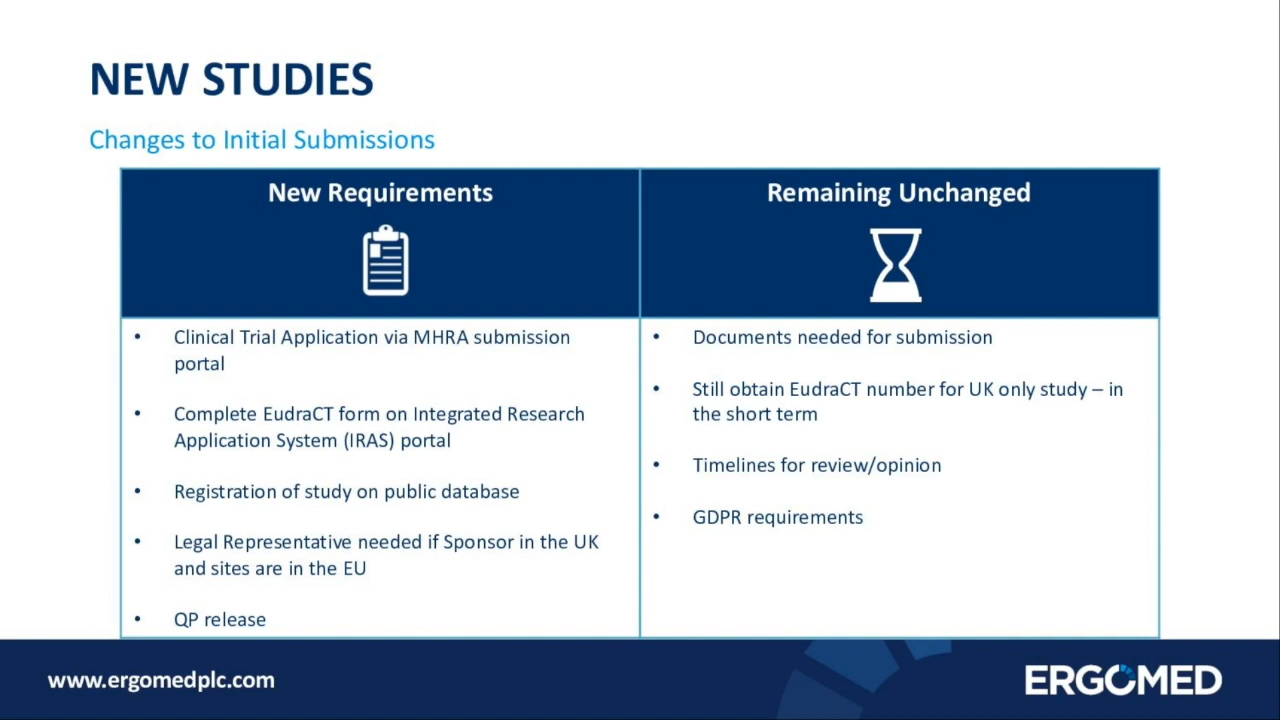 NEW STUDIES
Changes to Initial Submissions
New Requirements
Remaining Unchanged
• Clinical Trial Application via MHRA submission
portal
• Complete EudraCT form on Integrated Research
Application System (IRAS) portal
• Registration of study on public database
• Legal Representative needed if Sponsor in the UK
and sites are in the EU
• QP release
• Documents needed for submission
• Still obtain EudraCT number for UK only study – in
the short term
• Timelines for review/opinion
• GDPR requirements
www.ergomedplc.com
ERGOMED